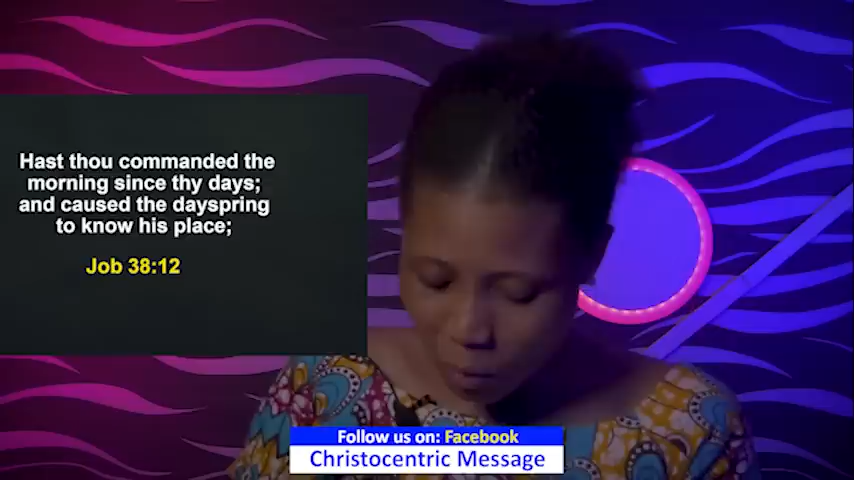 Hast thou commanded the
morning since thy days;
and caused the dayspring
to know his place;
Job 38:12
Follow us on: Facebook
Christocentric Message